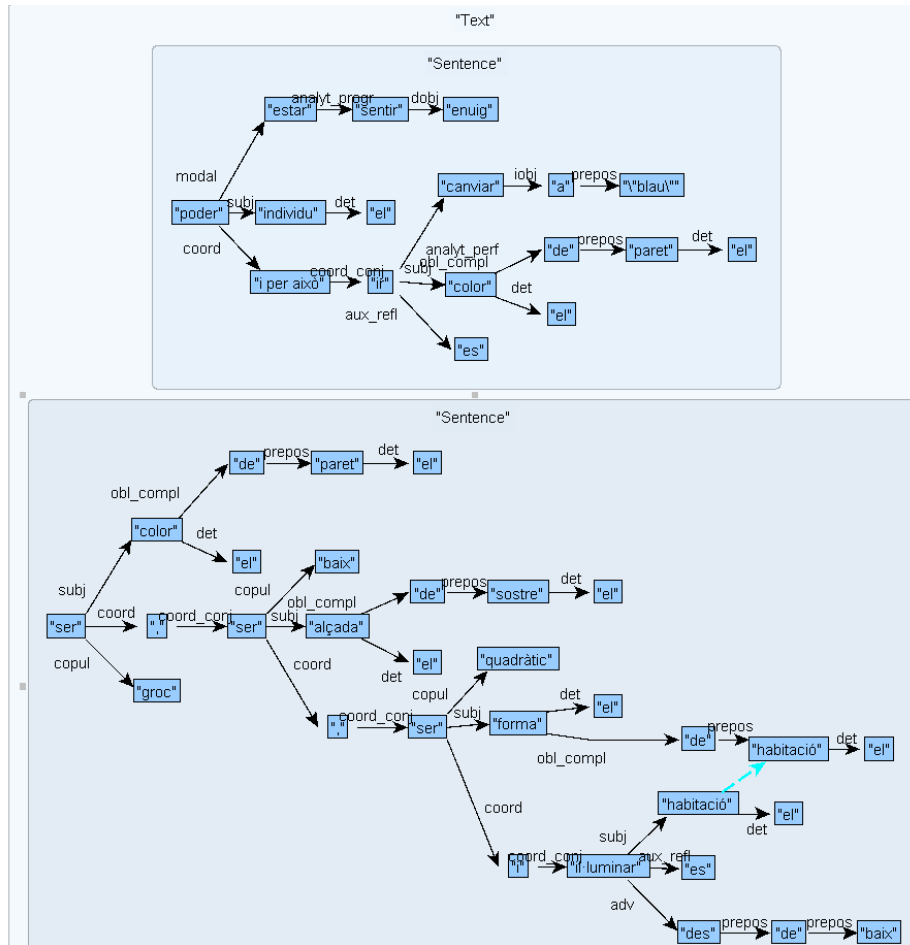 "Text"
"Sentence"
analyt_progr dobj
"estar" "sentir" "enuig"
modal
iobj prepos
"canviar" "a" "\"blau\""
subj det
"poder" "individu" "el"
coord
analyt_perf
prepos det
"de" "paret" "el"
coord_conj subj obl_compl
"i per això" "ir" "color"
det
aux_refl "el"
"es"
"Sentence"
prepos det
"de" "paret" "el"
obl_compl
"color" det
"el"
copul "baix"
subj obl_compl prepos det
"de" "sostre" "el"
coord coord_conj subj
"ser" "," "ser" "alçada"
copul coord det "el"
"quadràtic"
"groc" copul det
"el"
coord_conj subj
"," "ser" "forma" prepos det
"de" "habitació" "el"
obl_compl
coord "habitació"
"el"
subj det
coord_conj aux_refl
"i" "il·luminar" "es"
adv
prepos prepos
"des" "de" "baix"